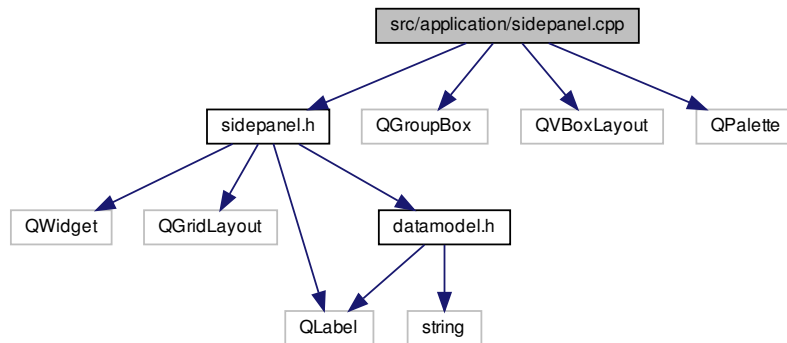 src/application/sidepanel.cpp
sidepanel.h
QGroupBox
QVBoxLayout
QPalette
QWidget
QGridLayout
datamodel.h
QLabel
string